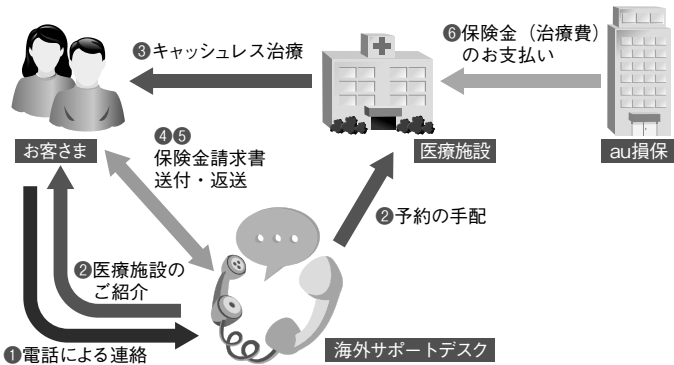 ❸キャッシュレス治療
❻保険金（治療費）
のお支払い
お客さま
医療施設
au損保
❹❺
保険金請求書
送付・返送
❷予約の手配
❷医療施設の
ご紹介
❶電話による連絡
海外サポートデスク